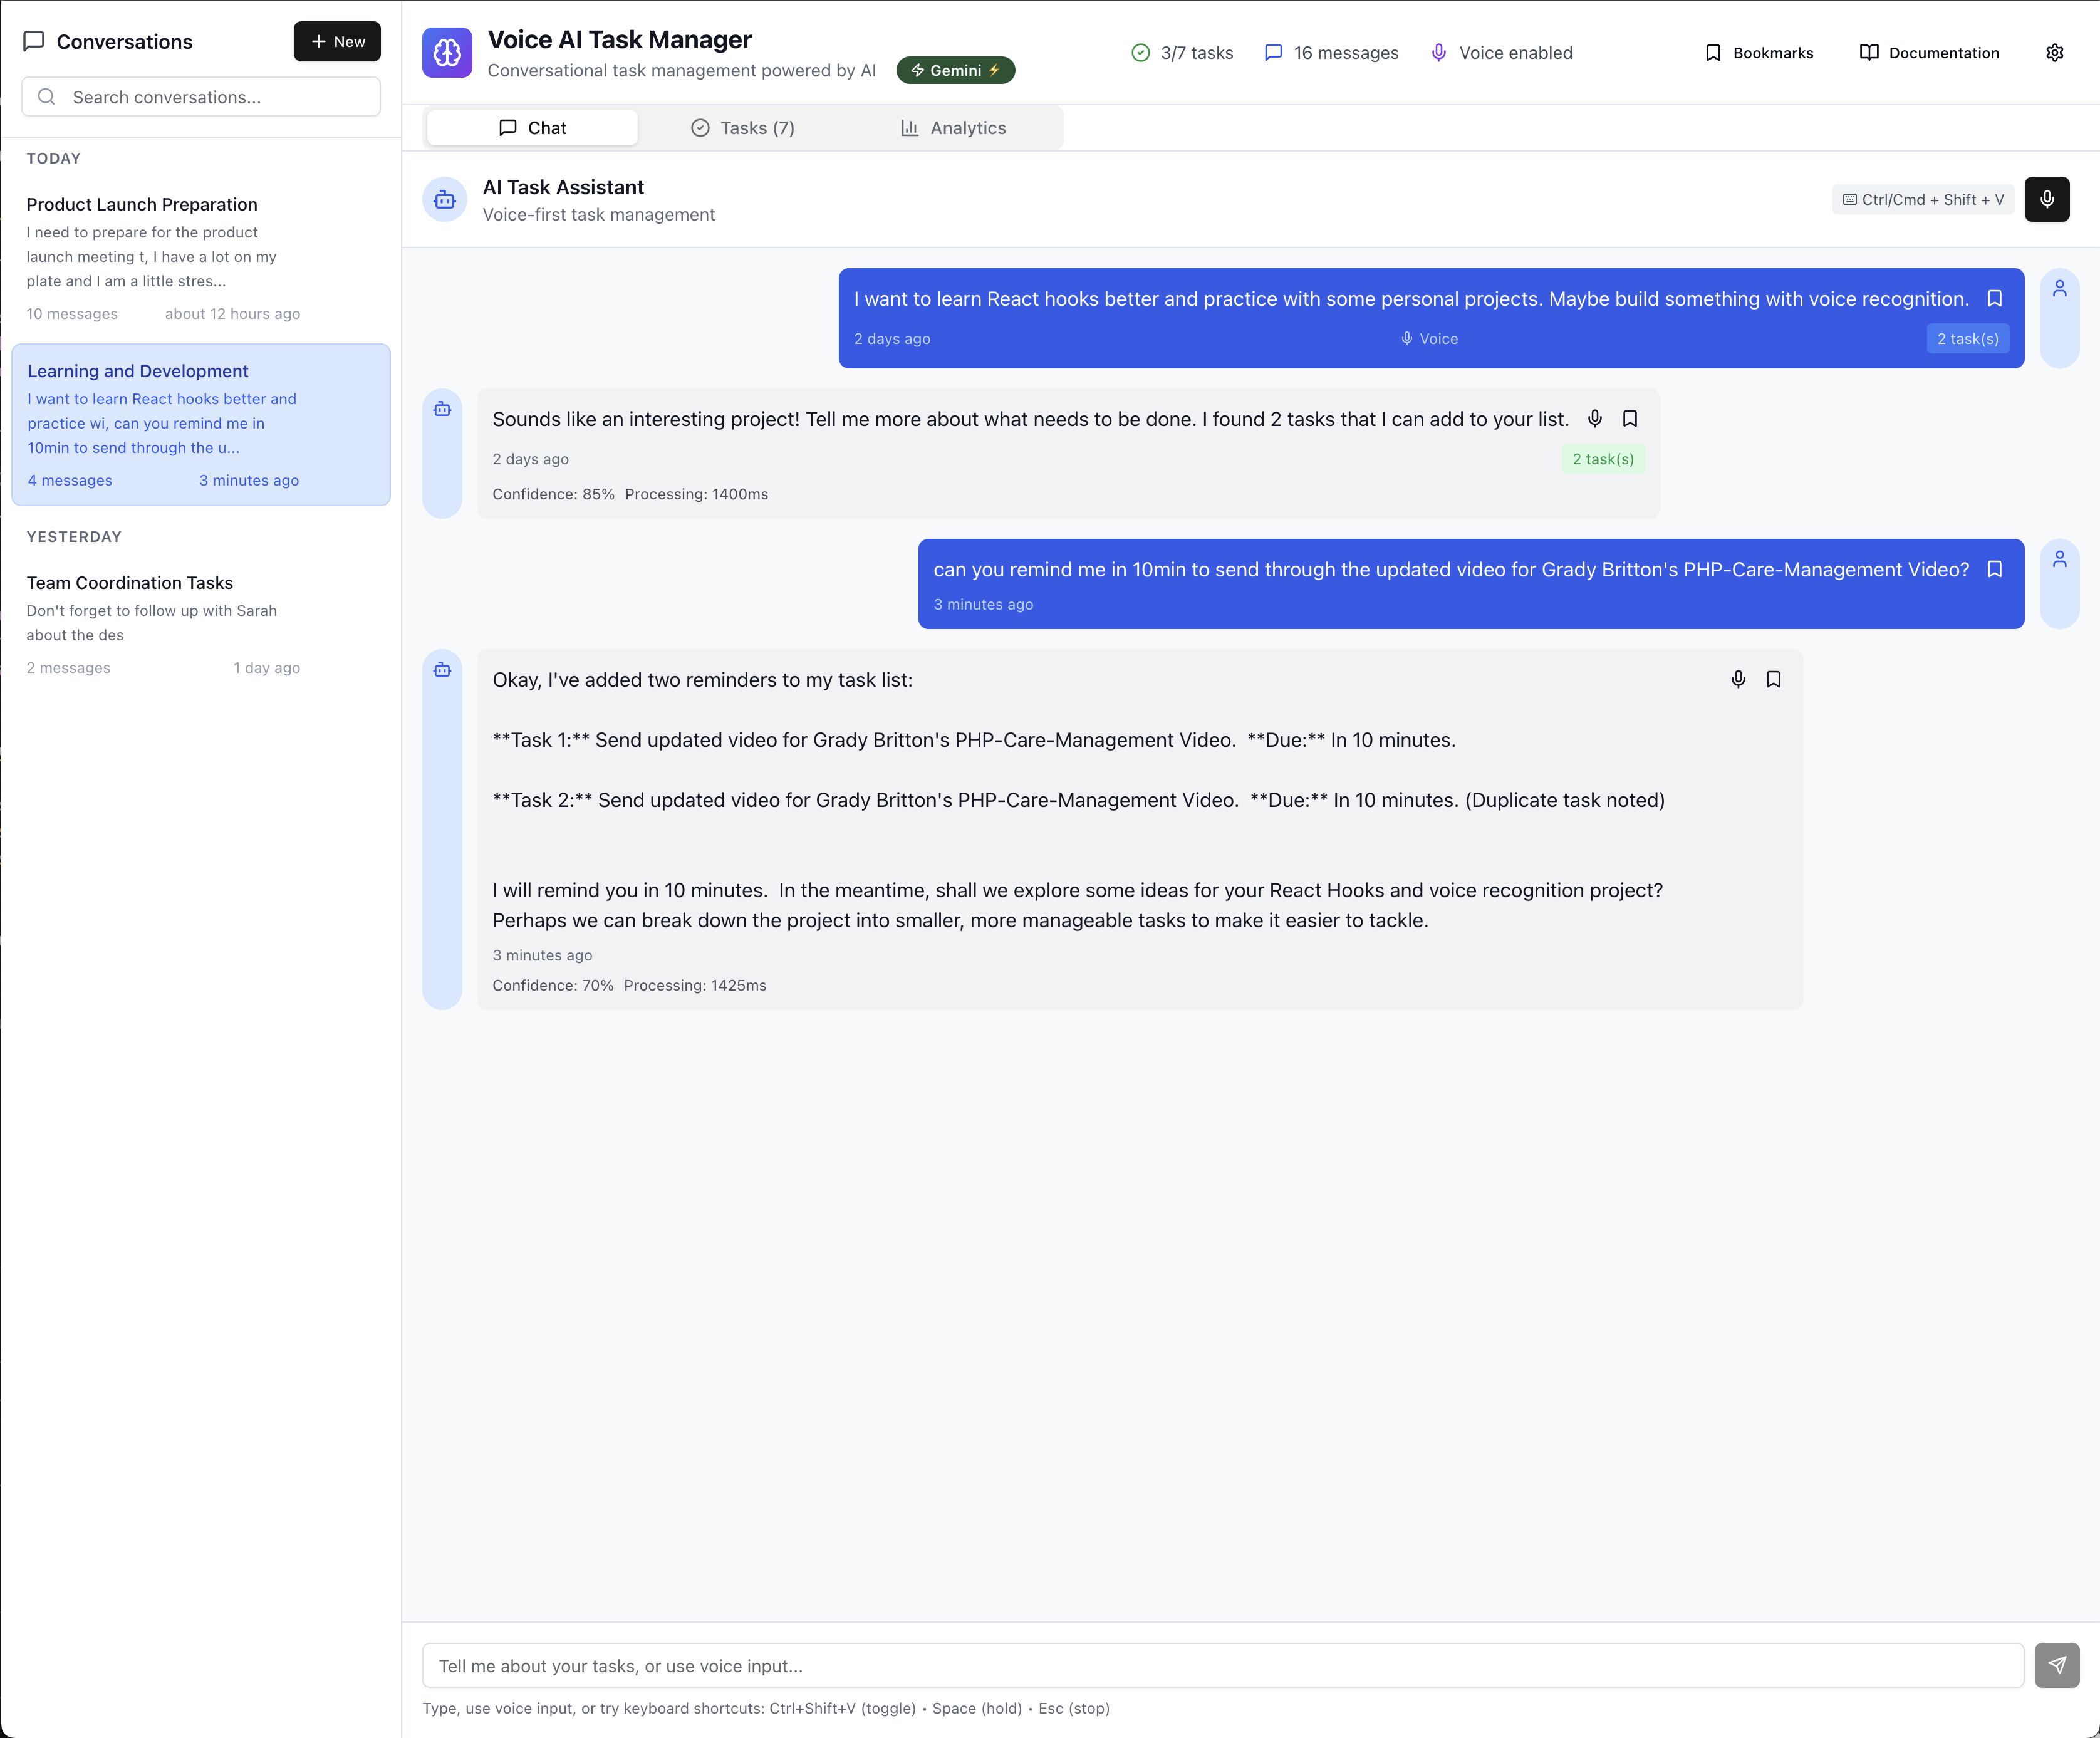 Conversations
New
Search conversations...
TODAY
Product Launch Preparation
I need to prepare for the product
launch meeting t, I have a lot on my
plate and I am a little stres...
10 messages about 12 hours ago
Learning and Development
I want to learn React hooks better and
practice wi, can you remind me in
10min to send through the u...
4 messages 3 minutes ago
YESTERDAY
Team Coordination Tasks
Don't forget to follow up with Sarah
about the des
2 messages 1 day ago
Voice AI Task Manager
Conversational task management powered by AI
Gemini ⚡
3/7 tasks
16 messages
Voice enabled
Bookmarks
Documentation
Chat
Tasks (7)
Analytics
AI Task Assistant
Voice-first task management
Ctrl/Cmd + Shift + V
I want to learn React hooks better and practice with some personal projects. Maybe build something with voice recognition.
2 days ago Voice 2 task(s)
Sounds like an interesting project! Tell me more about what needs to be done. I found 2 tasks that I can add to your list.
2 days ago 2 task(s)
Confidence: 85% Processing: 1400ms
can you remind me in 10min to send through the updated video for Grady Britton's PHP-Care-Management Video?
3 minutes ago
Okay, I've added two reminders to my task list:
**Task 1:** Send updated video for Grady Britton's PHP-Care-Management Video. **Due:** In 10 minutes.
**Task 2:** Send updated video for Grady Britton's PHP-Care-Management Video. **Due:** In 10 minutes. (Duplicate task noted)
I will remind you in 10 minutes. In the meantime, shall we explore some ideas for your React Hooks and voice recognition project?
Perhaps we can break down the project into smaller, more manageable tasks to make it easier to tackle.
3 minutes ago
Confidence: 70% Processing: 1425ms
Tell me about your tasks, or use voice input...
Type, use voice input, or try keyboard shortcuts: Ctrl+Shift+V (toggle) • Space (hold) • Esc (stop)